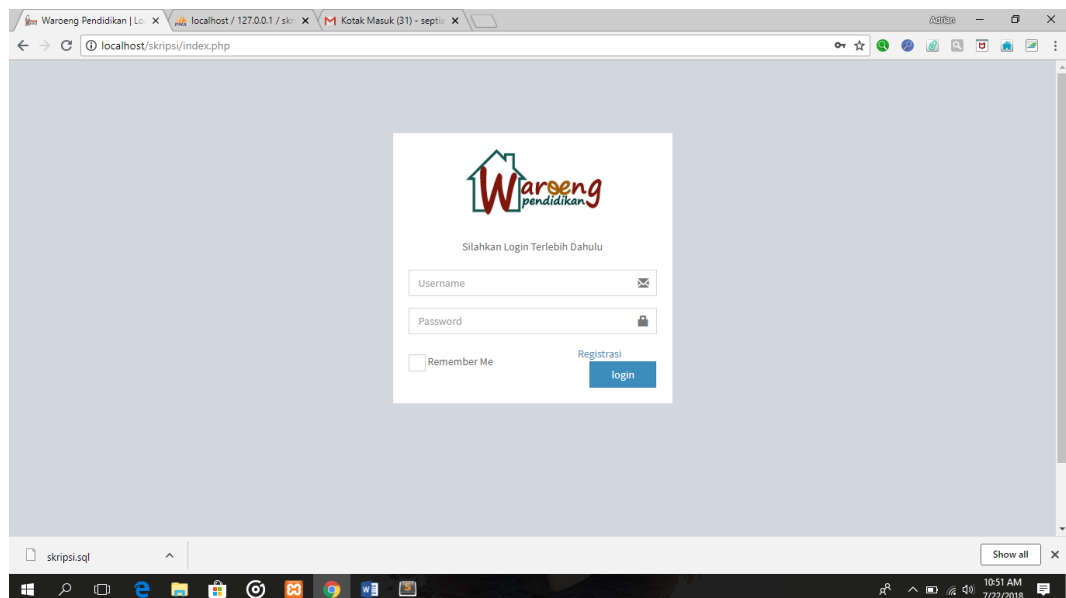 Waroeng Pendidikan | Lo
localhost / 127.0.0.1 / skri
Kotak Masuk (31) - septia
Adrian
localhost/skripsi/index.php
Waroeng
pendidikan
Silahkan Login Terlebih Dahulu
Username
Password
Remember Me
Registrasi
login
skripsi.sql
Show all
10:51 AM
7/22/2018